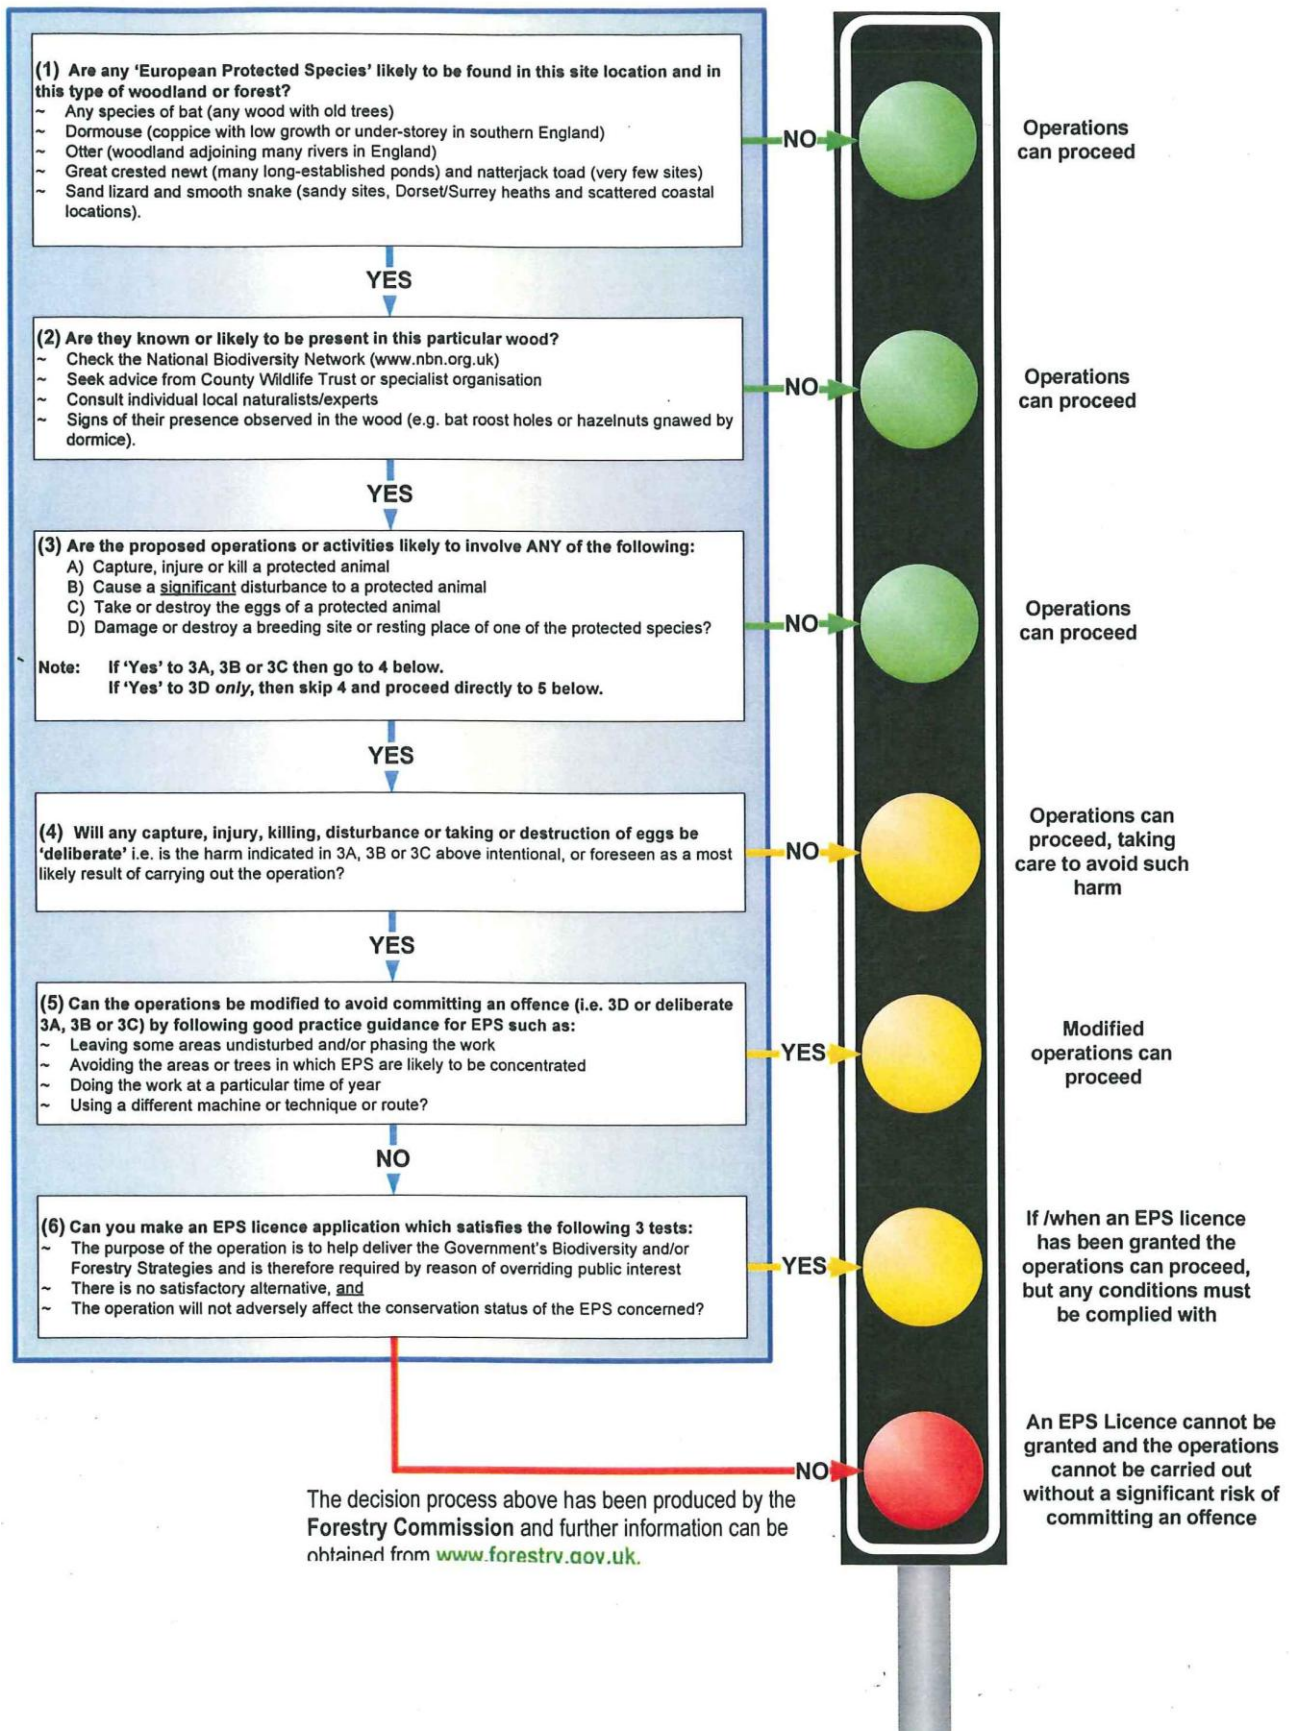 (1) Are any 'European Protected Species' likely to be found in this site location and in
this type of woodland or forest?
~ Any species of bat (any wood with old trees)
~ Dormouse (coppice with low growth or under-storey in southern England)
~ Otter (woodland adjoining many rivers in England)
~ Great crested newt (many long-established ponds) and natterjack toad (very few sites)
~ Sand lizard and smooth snake (sandy sites, Dorset/Surrey heaths and scattered coastal
locations).
NO
Operations
can proceed
YES
(2) Are they known or likely to be present in this particular wood?
~ Check the National Biodiversity Network (www.nbn.org.uk)
~ Seek advice from County Wildlife Trust or specialist organisation
~ Consult individual local naturalists/experts
~ Signs of their presence observed in the wood (e.g. bat roost holes or hazelnuts gnawed by
dormice).
NO
Operations
can proceed
YES
(3) Are the proposed operations or activities likely to involve ANY of the following:
A) Capture, injure or kill a protected animal
B) Cause a significant disturbance to a protected animal
C) Take or destroy the eggs of a protected animal
D) Damage or destroy a breeding site or resting place of one of the protected species?
Note: If 'Yes' to 3A, 3B or 3C then go to 4 below.
If 'Yes' to 3D only, then skip 4 and proceed directly to 5 below.
NO
Operations
can proceed
YES
(4) Will any capture, injury, killing, disturbance or taking or destruction of eggs be
'deliberate' i.e. is the harm indicated in 3A, 3B or 3C above intentional, or foreseen as a most
likely result of carrying out the operation?
NO
Operations can
proceed, taking
care to avoid such
harm
YES
(5) Can the operations be modified to avoid committing an offence (i.e. 3D or deliberate
3A, 3B or 3C) by following good practice guidance for EPS such as:
~ Leaving some areas undisturbed and/or phasing the work
~ Avoiding the areas or trees in which EPS are likely to be concentrated
~ Doing the work at a particular time of year
~ Using a different machine or technique or route?
YES
Modified
operations can
proceed
NO
(6) Can you make an EPS licence application which satisfies the following 3 tests:
~ The purpose of the operation is to help deliver the Government's Biodiversity and/or
Forestry Strategies and is therefore required by reason of overriding public interest
~ There is no satisfactory alternative, and
~ The operation will not adversely affect the conservation status of the EPS concerned?
YES
If /when an EPS licence
has been granted the
operations can proceed,
but any conditions must
be complied with
NO
An EPS Licence cannot be
granted and the operations
cannot be carried out
without a significant risk of
committing an offence
The decision process above has been produced by the
Forestry Commission and further information can be
obtained from www.forestry.gov.uk.